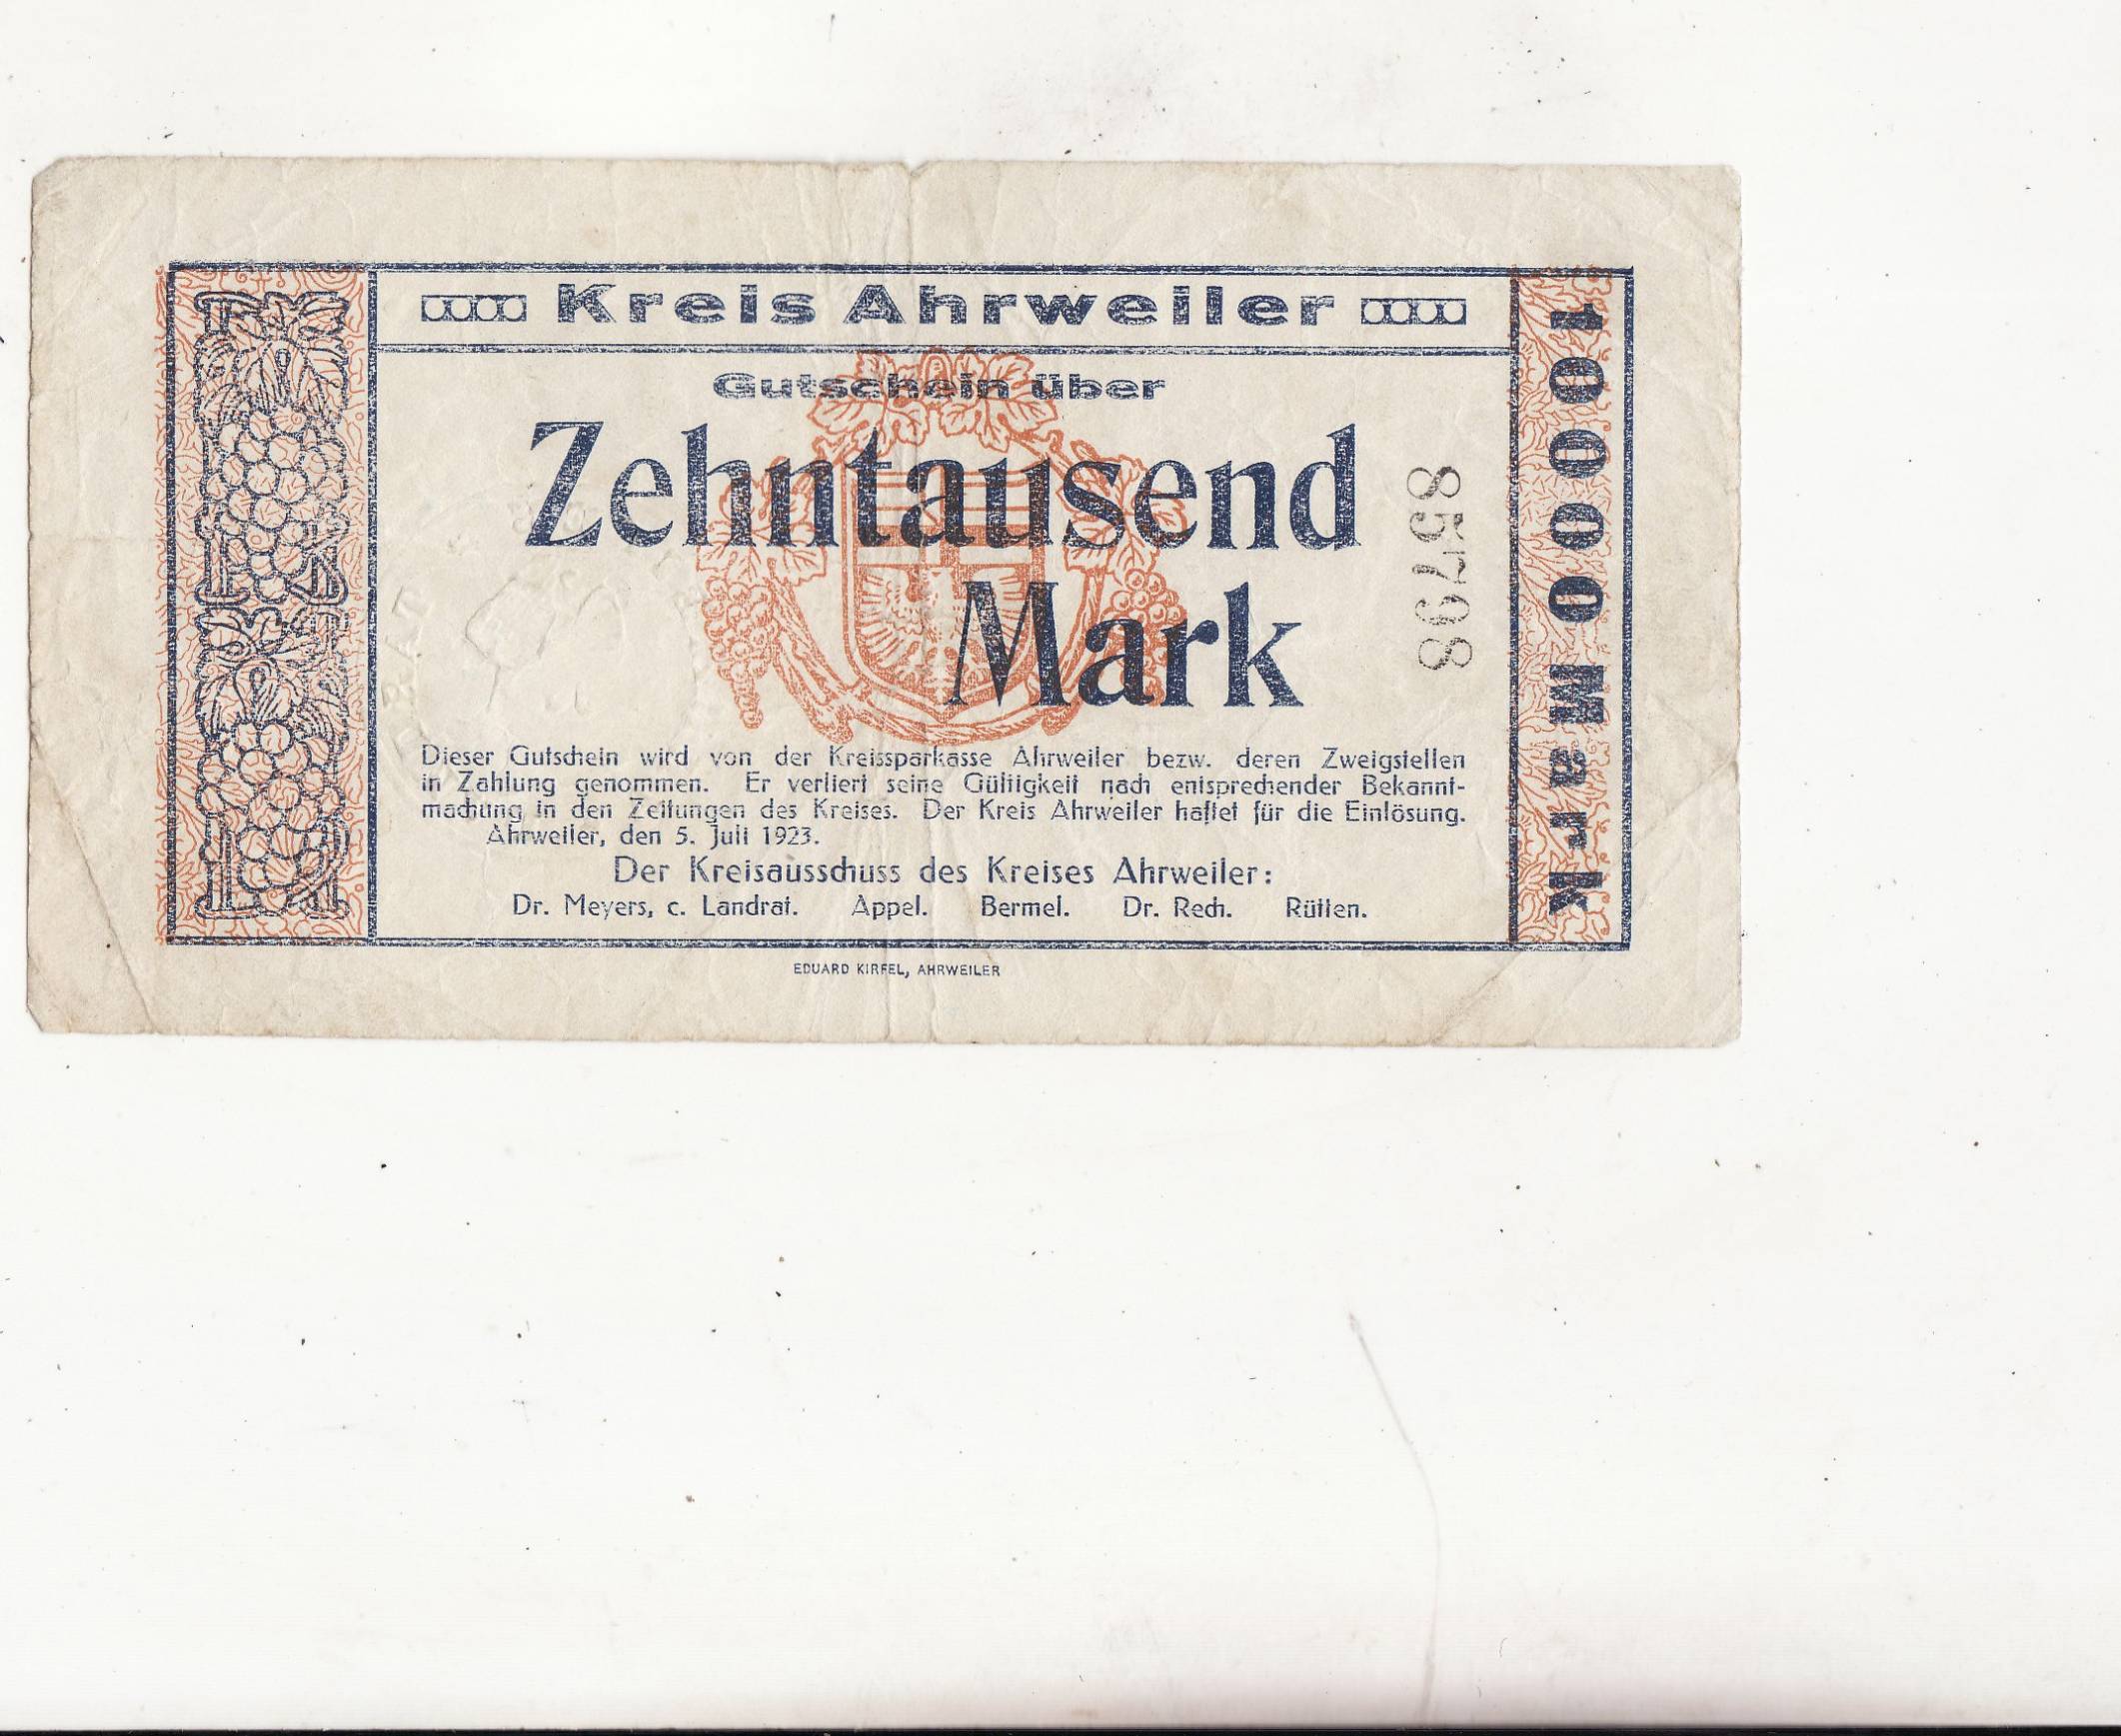 Kreis Ahrweiler
Gutschein über
Zehntausend
Mark
85798
10000 Mark
Dieser Gutschein wird von der Kreissparkasse Ahrweiler bezw. deren Zweigstellen
in Zahlung genommen. Er verliert seine Gültigkeit nach entsprechender Bekannt-
machung in den Zeitungen des Kreises. Der Kreis Ahrweiler haftet für die Einlösung.
Ahrweiler, den 5. Juli 1923.
Der Kreisausschuss des Kreises Ahrweiler:
Dr. Meyers, c. Landrat. Appel. Bermel. Dr. Rech. Rütten.
EDUARD KIRFEL, AHRWEILER